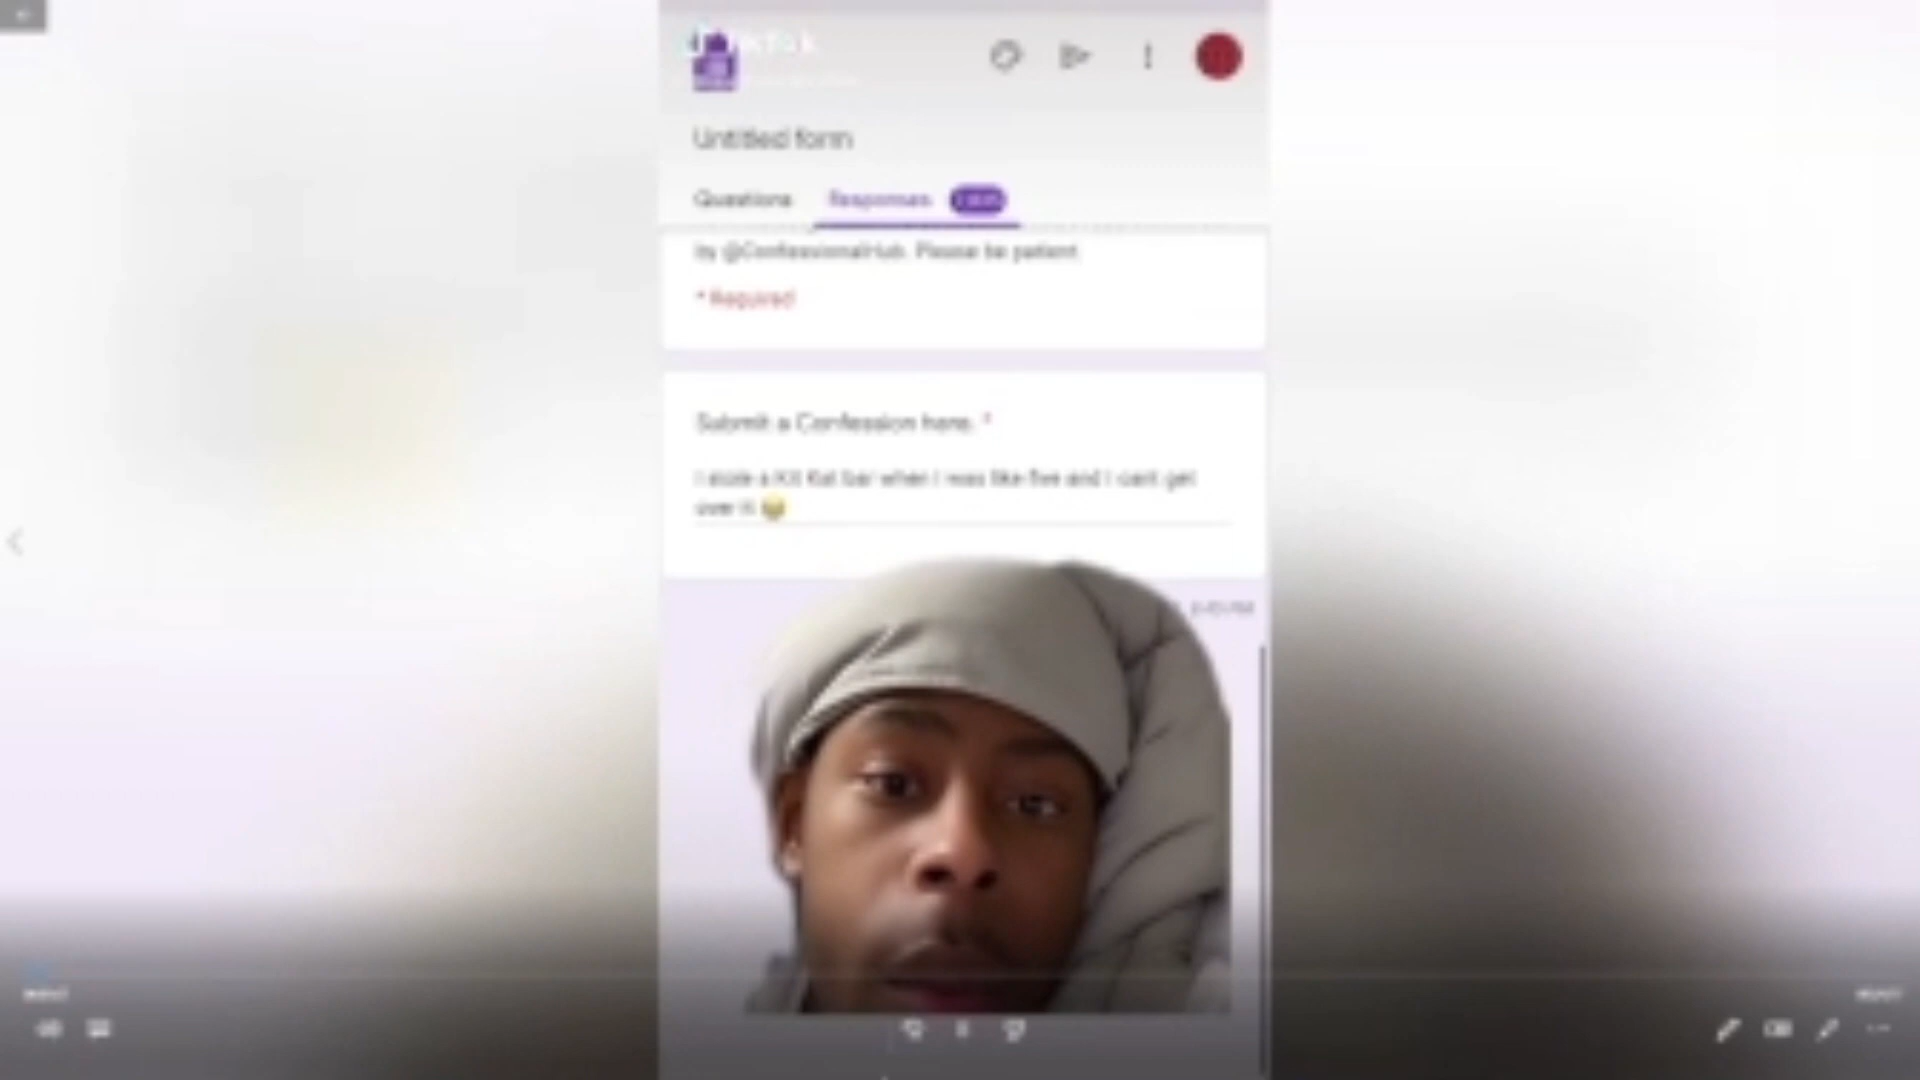 TikTok
Untitled form
Questions Responses
by @ConfessionalHub. Please be patient
* Required
Submit a Confession here. *
I stole a Kit Kat bar when I was like five and I cant get
over it 😂